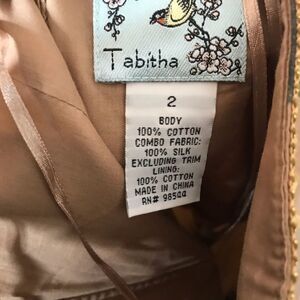 Tabitha
2
BODY
100% COTTON
COMBO FABRIC:
100% SILK
EXCLUDING TRIM
LINING:
100% COTTON
MADE IN CHINA
RN# 98544